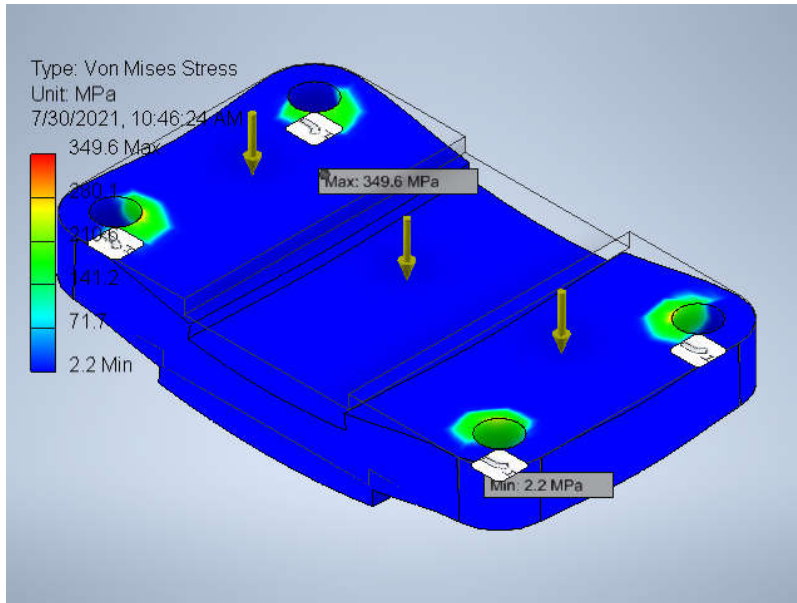 Type: Von Mises Stress
Unit: MPa
7/30/2021, 10:46:24 AM
349.6 Max
280.1
210.6
141.2
71.7
2.2 Min
Max: 349.6 MPa
Min: 2.2 MPa